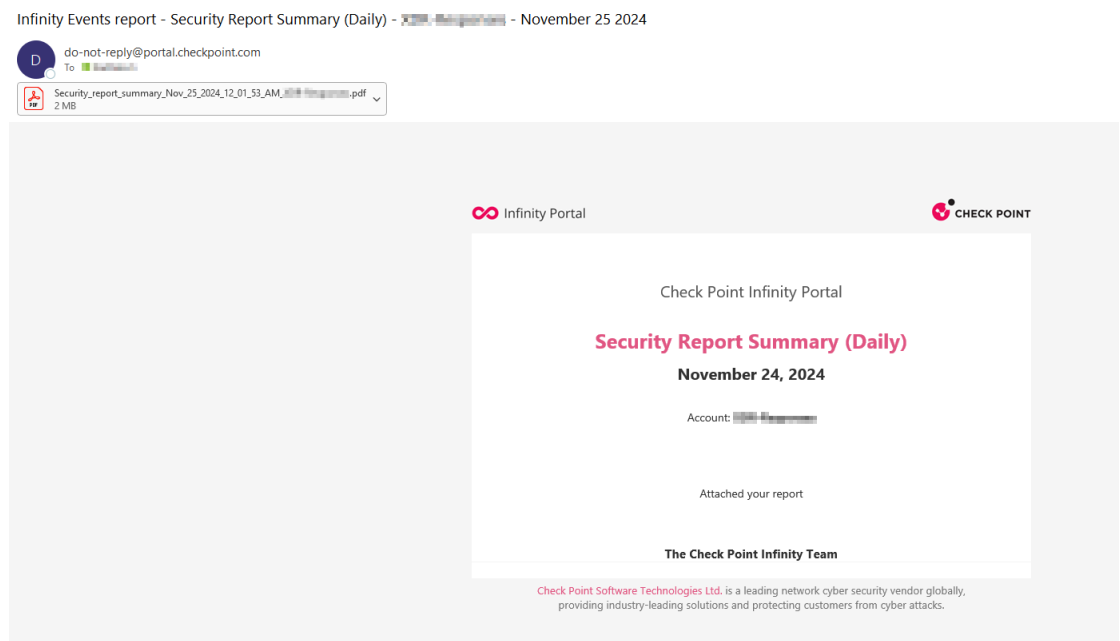 Infinity Events report - Security Report Summary (Daily) - - November 25 2024
D
do-not-reply@portal.checkpoint.com
To
PDF
Security_report_summary_Nov_25_2024_12_01_53_AM_ .pdf
2 MB
Infinity Portal
CHECK POINT
Check Point Infinity Portal
Security Report Summary (Daily)
November 24, 2024
Account:
Attached your report
The Check Point Infinity Team
Check Point Software Technologies Ltd. is a leading network cyber security vendor globally,
providing industry-leading solutions and protecting customers from cyber attacks.